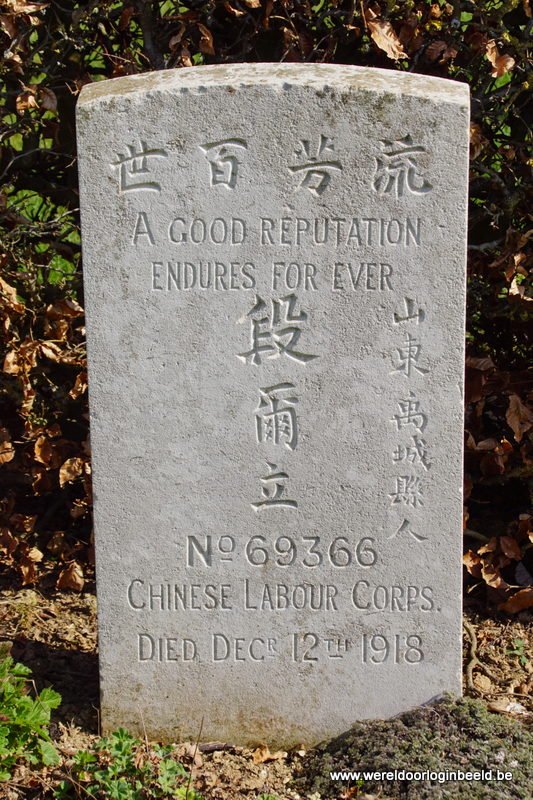 流芳百世
A GOOD REPUTATION
ENDURES FOR EVER
山東禹城縣人
段爾立
Nº 69366
CHINESE LABOUR CORPS.
DIED DECR 12TH 1918
www.wereldoorloginbeeld.be